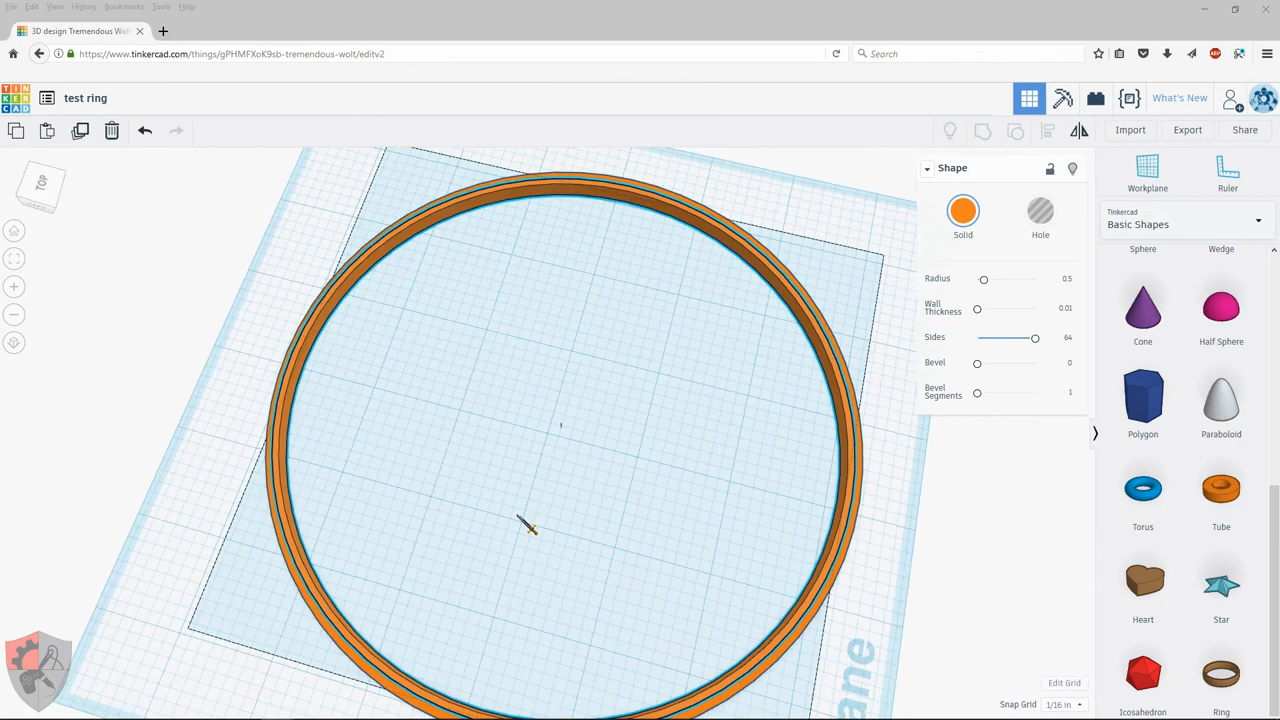 File Edit View History Bookmarks Tools Help
3D design Tremendous Wolt
https://www.tinkercad.com/things/gPHMFXoK9sb-tremendous-wolt/editv2
Search
TIN
KER
CAD
test ring
What's New
Import Export Share
TOP
Shape
Solid Hole
Radius 0.5
Wall
Thickness 0.01
Sides 64
Bevel 0
Bevel
Segments 1
Workplane Ruler
Tinkercad
Basic Shapes
Sphere Wedge
Cone Half Sphere
Polygon Paraboloid
Torus Tube
Heart Star
Icosahedron Ring
ane
Edit Grid
Snap Grid 1/16 in